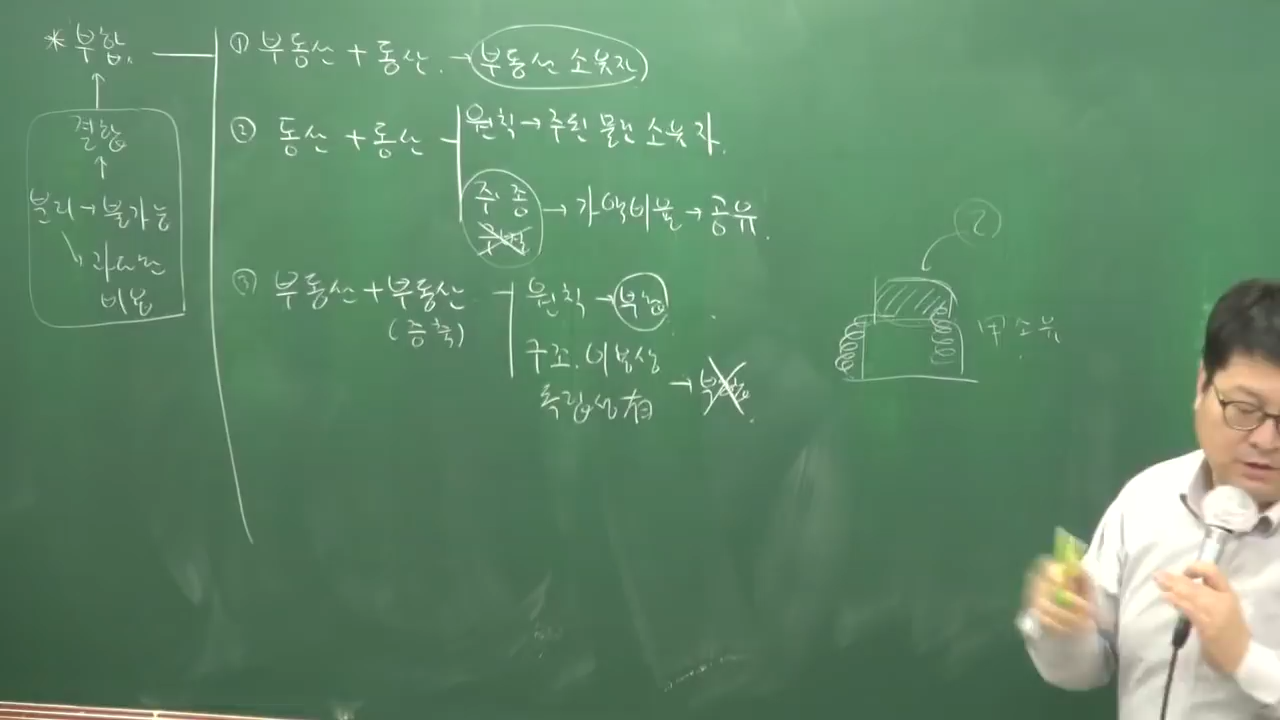 * 부합.
결합
↑
분리 → 불가능
↘ 과다한
비용
① 부동산 + 동산. → 부동산 소유자
② 동산 + 동산
원칙 → 주된 물건 소유자.
주. 종
구별
→ 가액비율 → 공유.
③ 부동산 + 부동산
(증축)
원칙 → 부합
구조. 이용상
독립성 有 → 부합.
?
甲 소유